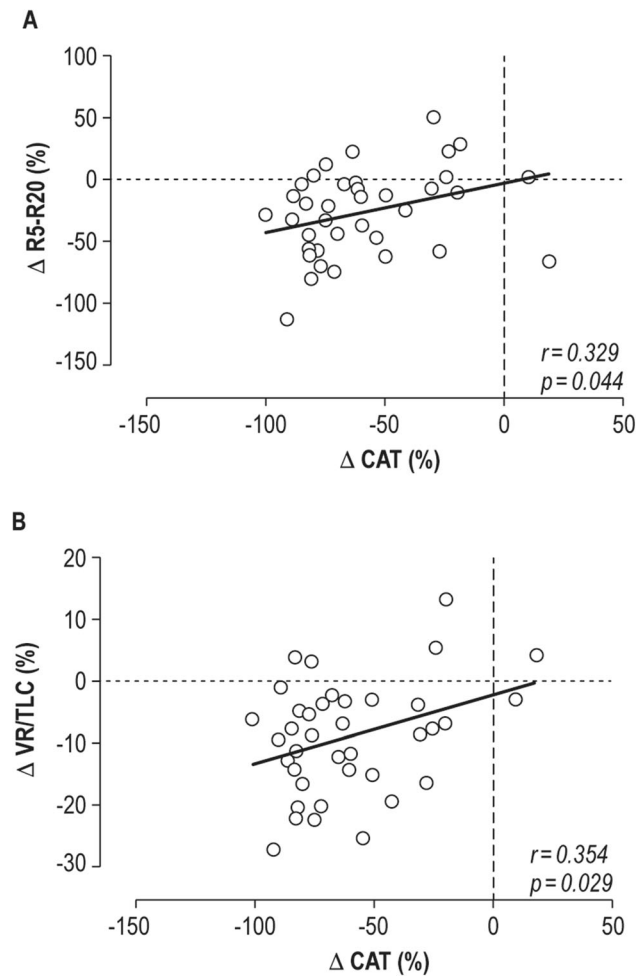 A
100
50
0
-50
-100
-150
Δ R5-R20 (%)
r = 0.329
p = 0.044
-150 -100 -50 0 50
Δ CAT (%)
B
20
10
0
-10
-20
-30
Δ VR/TLC (%)
r = 0.354
p = 0.029
-150 -100 -50 0 50
Δ CAT (%)